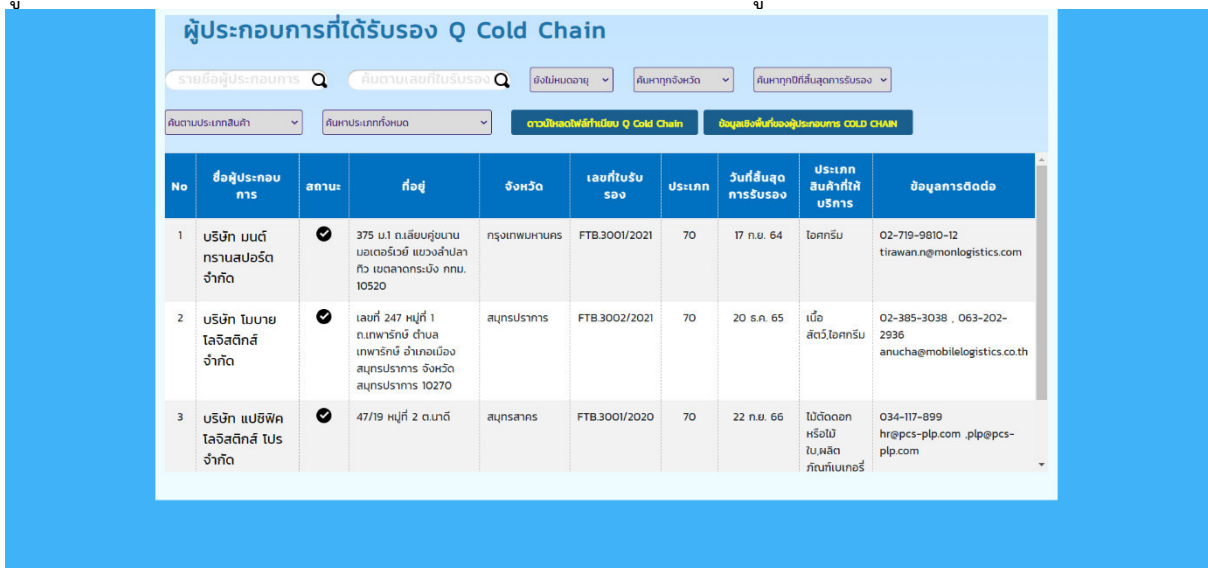 ผู้ประกอบการที่ได้รับรอง Q Cold Chain
รายชื่อผู้ประกอบการ ค้นตามเลขที่ใบรับรอง ยังไม่หมดอายุ ค้นหาทุกจังหวัด ค้นหาทุกปีที่สิ้นสุดการรับรอง
ค้นตามประเภทสินค้า ค้นหาประเภททั้งหมด ดาวน์โหลดไฟล์ทำเนียบ Q Cold Chain ข้อมูลเชิงพื้นที่ของผู้ประกอบการ COLD CHAIN
No ชื่อผู้ประกอบ สถานะ ที่อยู่ จังหวัด เลขที่ใบรับ ประเภท วันที่สิ้นสุด ประเภท ข้อมูลการติดต่อ
การ รอง การรับรอง สินค้าที่ให้
บริการ
1 บริษัท มนต์ 375 ม.1 ถ.เลียบคู่ขนาน กรุงเทพมหานคร FTB.3001/2021 70 17 ก.ย. 64 ไอศกรีม 02-719-9810-12
ทรานสปอร์ต มอเตอร์เวย์ แขวงลำปลา tirawan.n@monlogistics.com
จำกัด ทิว เขตลาดกระบัง กทม.
10520
2 บริษัท โมบาย เลขที่ 247 หมู่ที่ 1 สมุทรปราการ FTB.3002/2021 70 20 ธ.ค. 65 เนื้อ 02-385-3038 , 063-202-
โลจิสติกส์ ถ.เทพารักษ์ ตำบล สัตว์,ไอศกรีม 2936
จำกัด เทพารักษ์ อำเภอเมือง anucha@mobilelogistics.co.th
สมุทรปราการ จังหวัด
สมุทรปราการ 10270
3 บริษัท แปซิฟิค 47/19 หมู่ที่ 2 ต.นาดี สมุทรสาคร FTB.3001/2020 70 22 ก.ย. 66 ไม้ตัดดอก 034-117-899
โลจิสติกส์ โปร หรือไม้ hr@pcs-plp.com ,plp@pcs-
จำกัด ใบ,ผลิต plp.com
ภัณฑ์เบเกอรี่